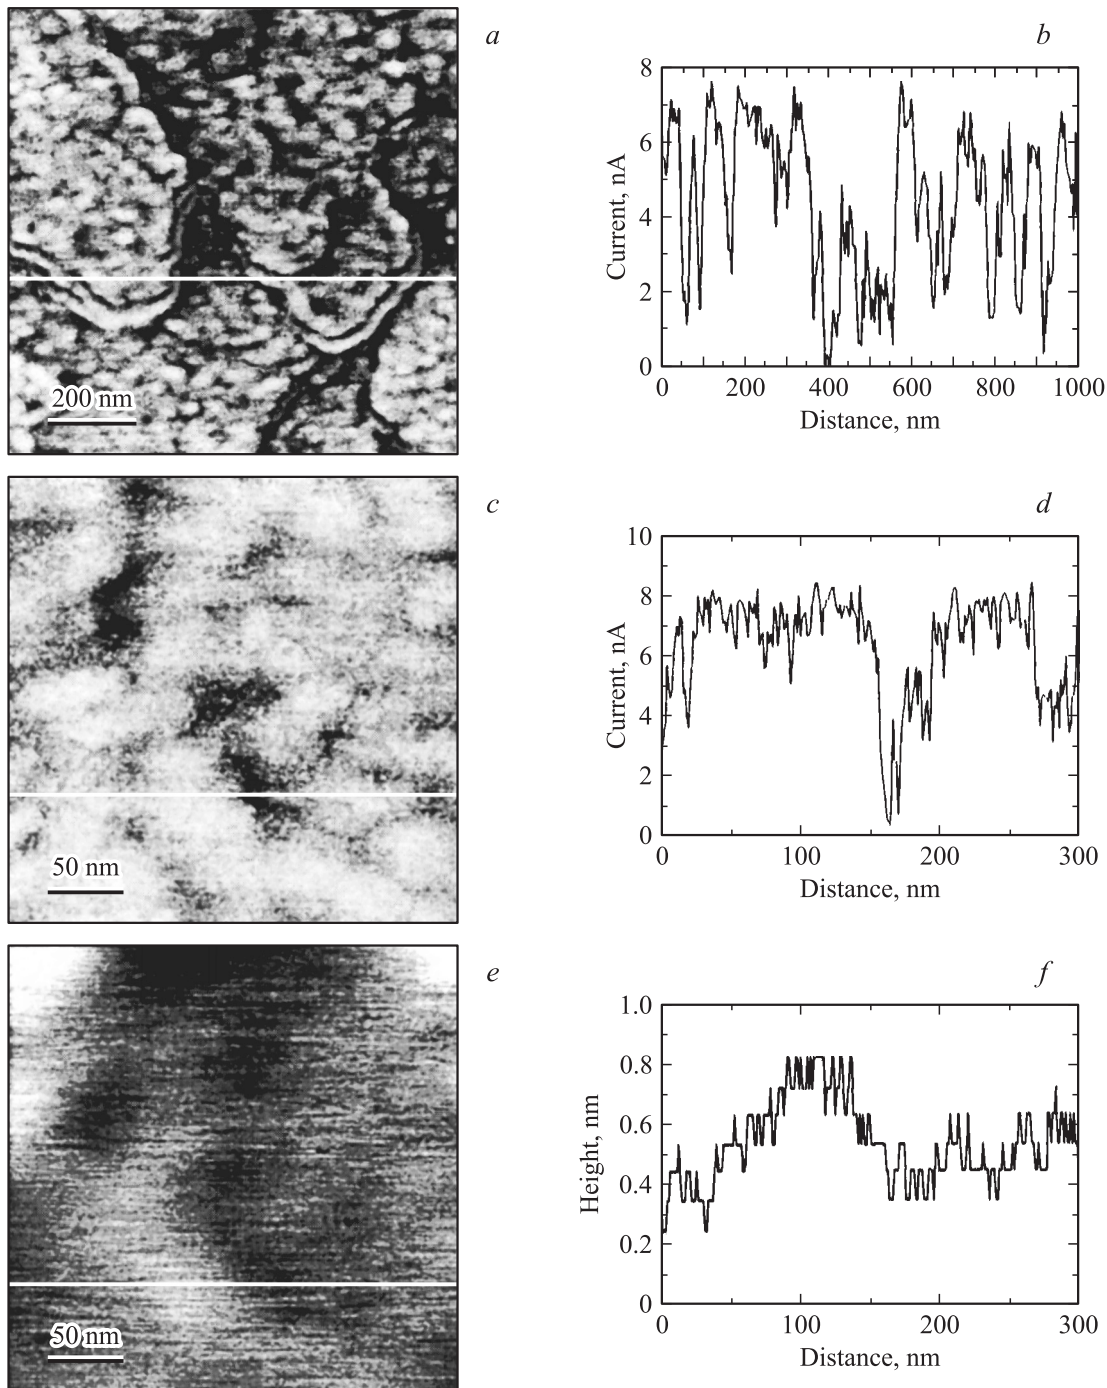 a
200 nm
b
8
6
4
2
0
Current, nA
0 200 400 600 800 1000
Distance, nm
c
50 nm
d
10
8
6
4
2
0
Current, nA
0 100 200 300
Distance, nm
e
50 nm
f
1.0
0.8
0.6
0.4
0.2
0
Height, nm
0 100 200 300
Distance, nm